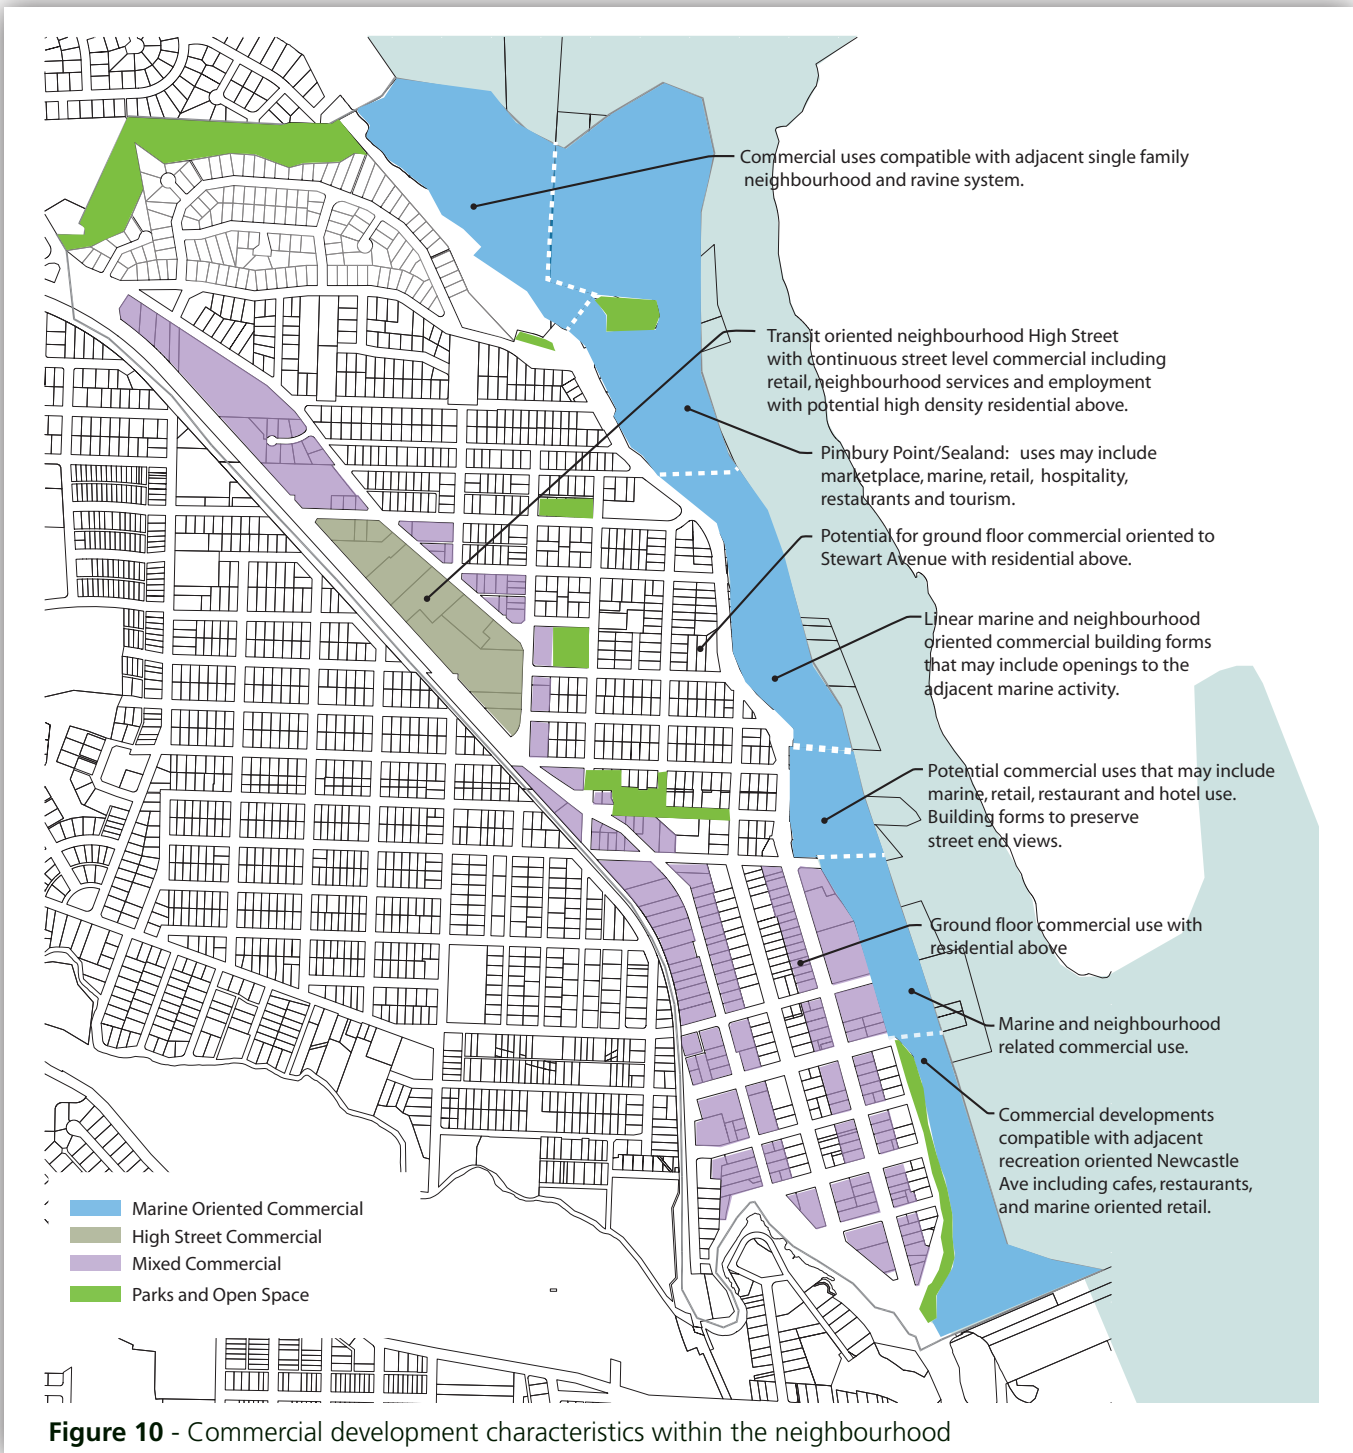 Commercial uses compatible with adjacent single family
neighbourhood and ravine system.
Transit oriented neighbourhood High Street
with continuous street level commercial including
retail, neighbourhood services and employment
with potential high density residential above.
Pimbury Point/Sealand: uses may include
marketplace, marine, retail, hospitality,
restaurants and tourism.
Potential for ground floor commercial oriented to
Stewart Avenue with residential above.
Linear marine and neighbourhood
oriented commercial building forms
that may include openings to the
adjacent marine activity.
Potential commercial uses that may include
marine, retail, restaurant and hotel use.
Building forms to preserve
street end views.
Ground floor commercial use with
residential above
Marine and neighbourhood
related commercial use.
Commercial developments
compatible with adjacent
recreation oriented Newcastle
Ave including cafes, restaurants,
and marine oriented retail.
Marine Oriented Commercial
High Street Commercial
Mixed Commercial
Parks and Open Space
Figure 10 - Commercial development characteristics within the neighbourhood